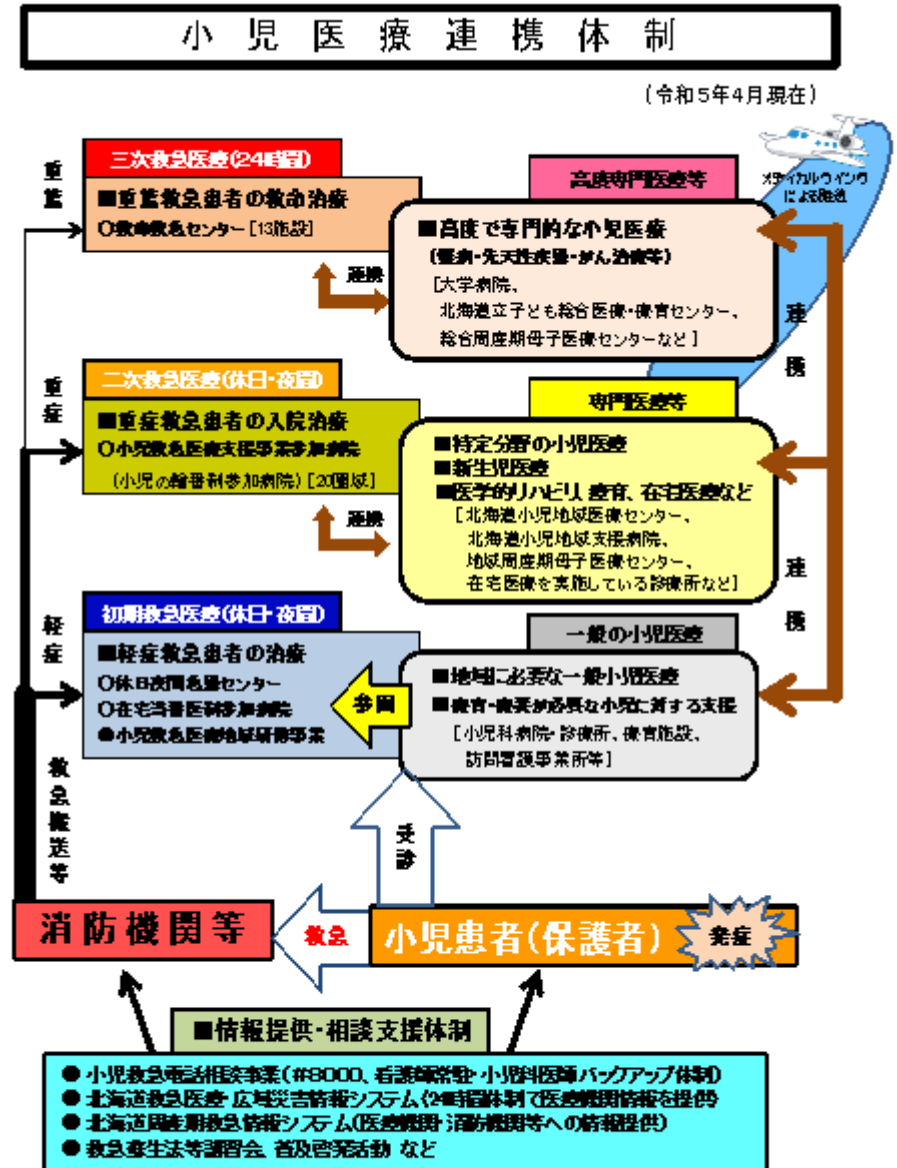 小児医療連携体制
(令和5年4月現在)
メディカルウイング
による搬送
重篤
三次救急医療(24時間)
■重篤救急患者の救命治療
○救命救急センター [13施設]
高度専門医療等
■高度で専門的な小児医療
(難病・先天性疾患・がん治療等)
[大学病院、
北海道立子ども総合医療・療育センター、
総合周産期母子医療センターなど]
連携
連携
重症
二次救急医療(休日・夜間)
■重症救急患者の入院治療
○小児救急医療支援事業参加病院
(小児の輪番制参加病院) [20圏域]
専門医療等
■特定分野の小児医療
■新生児医療
■医学的リハビリ、療育、在宅医療など
[北海道小児地域医療センター、
北海道小児地域支援病院、
地域周産期母子医療センター、
在宅医療を実施している診療所など]
連携
連携
軽症
初期救急医療(休日・夜間)
■軽症救急患者の治療
○休日夜間急患センター
○在宅当番医制参加病院
●小児救急医療地域研修事業
参画
一般の小児医療
■地域に必要な一般小児医療
■療育・療養が必要な小児に対する支援
[小児科病院・診療所、療育施設、
訪問看護事業所等]
救急搬送等
受診
消防機関等
救急
小児患者(保護者)
発症
■情報提供・相談支援体制
● 小児救急電話相談事業(#8000、看護師常駐・小児科医師バックアップ体制)
● 北海道救急医療・広域災害情報システム(24時間体制で医療機関情報を提供)
● 北海道周産期救急情報システム(医療機関・消防機関等への情報提供)
● 救急蘇生法等講習会、普及啓発活動 など